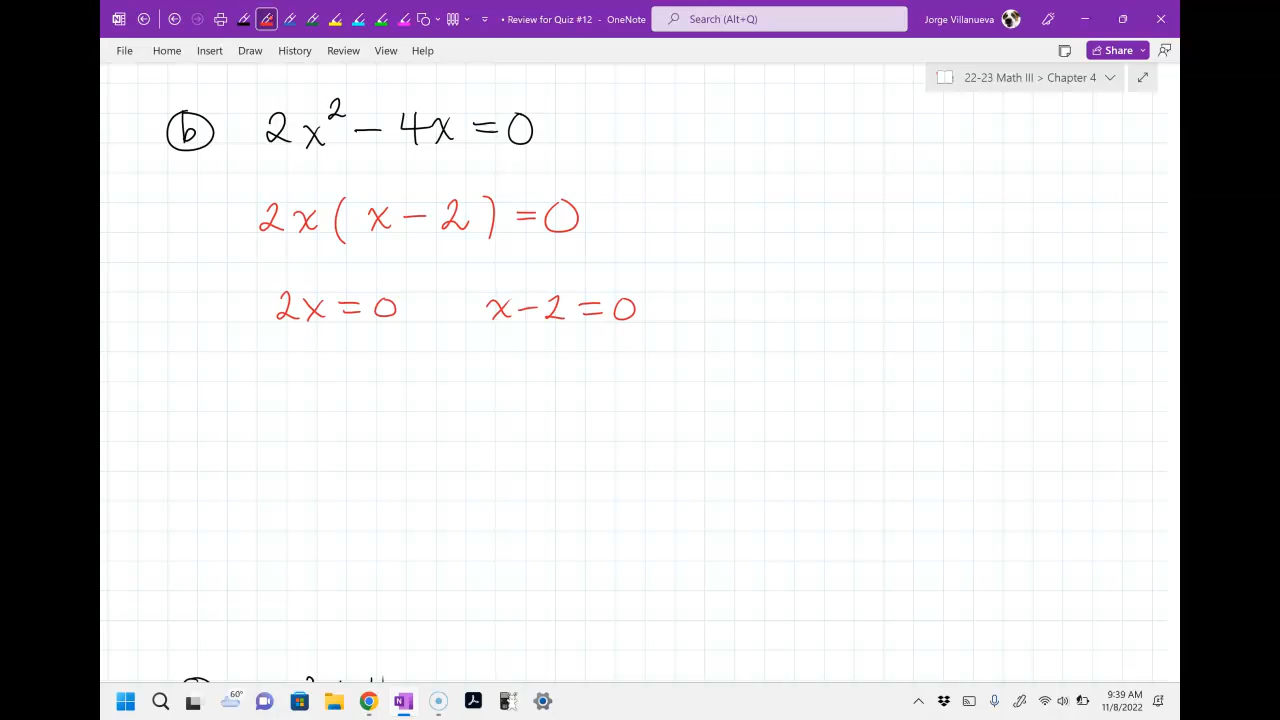 Review for Quiz #12 - OneNote
Search (Alt+Q)
Jorge Villanueva
File Home Insert Draw History Review View Help
Share
22-23 Math III > Chapter 4
b 2x² - 4x = 0
2x(x - 2) = 0
2x = 0 x - 2 = 0
60°
9:39 AM
11/8/2022